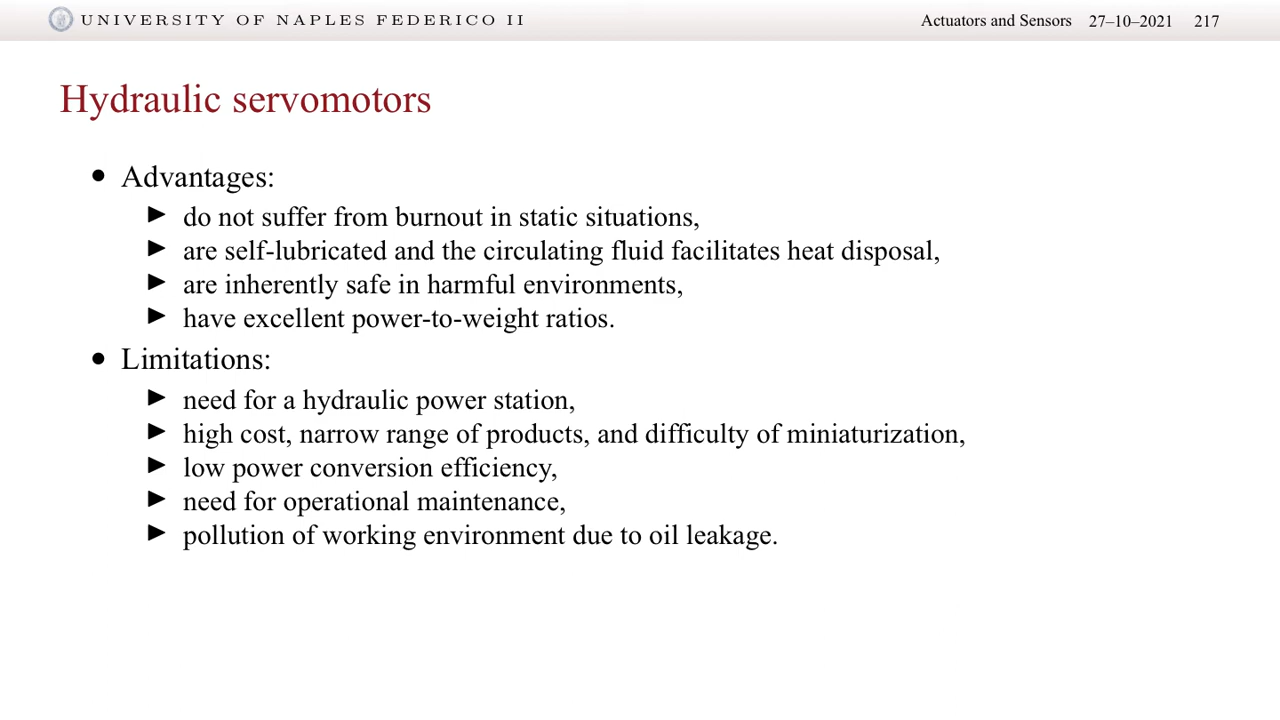 UNIVERSITY OF NAPLES FEDERICO II Actuators and Sensors 27–10–2021 217
Hydraulic servomotors
• Advantages:
► do not suffer from burnout in static situations,
► are self-lubricated and the circulating fluid facilitates heat disposal,
► are inherently safe in harmful environments,
► have excellent power-to-weight ratios.
• Limitations:
► need for a hydraulic power station,
► high cost, narrow range of products, and difficulty of miniaturization,
► low power conversion efficiency,
► need for operational maintenance,
► pollution of working environment due to oil leakage.